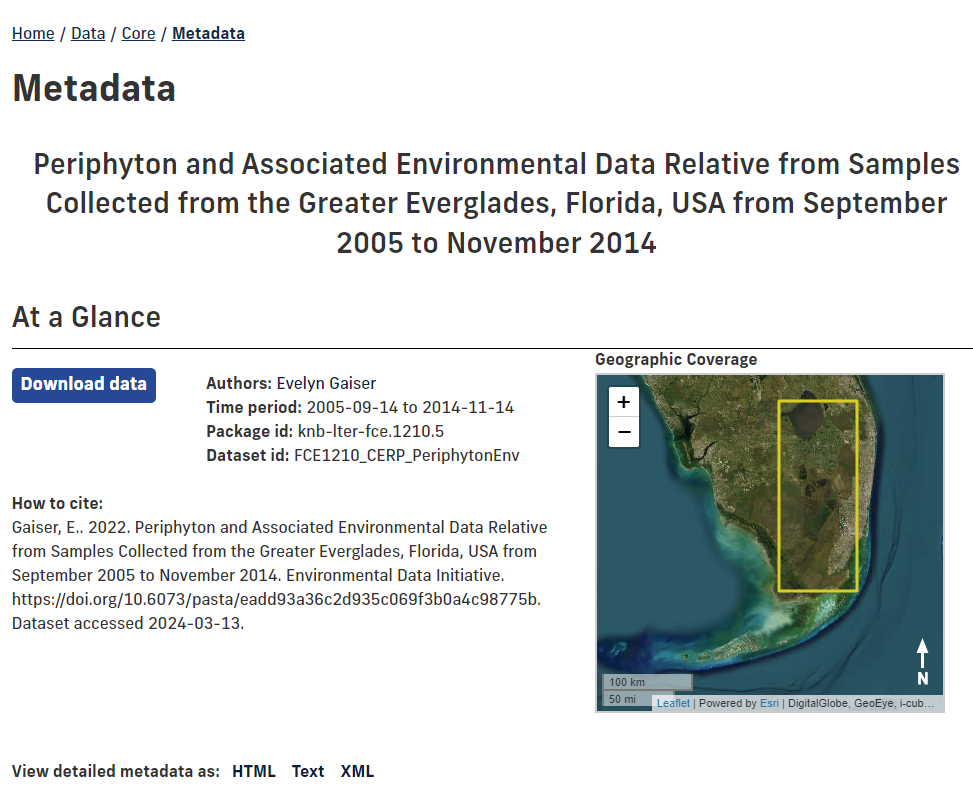 Home / Data / Core / Metadata
Metadata
Periphyton and Associated Environmental Data Relative from Samples
Collected from the Greater Everglades, Florida, USA from September
2005 to November 2014
At a Glance
Download data
Authors: Evelyn Gaiser
Time period: 2005-09-14 to 2014-11-14
Package id: knb-lter-fce.1210.5
Dataset id: FCE1210_CERP_PeriphytonEnv
How to cite:
Gaiser, E.. 2022. Periphyton and Associated Environmental Data Relative
from Samples Collected from the Greater Everglades, Florida, USA from
September 2005 to November 2014. Environmental Data Initiative.
https://doi.org/10.6073/pasta/eadd93a36c2d935c069f3b0a4c98775b.
Dataset accessed 2024-03-13.
Geographic Coverage
+
−
N
100 km
50 mi
Leaflet | Powered by Esri | DigitalGlobe, GeoEye, i-cub...
View detailed metadata as: HTML Text XML